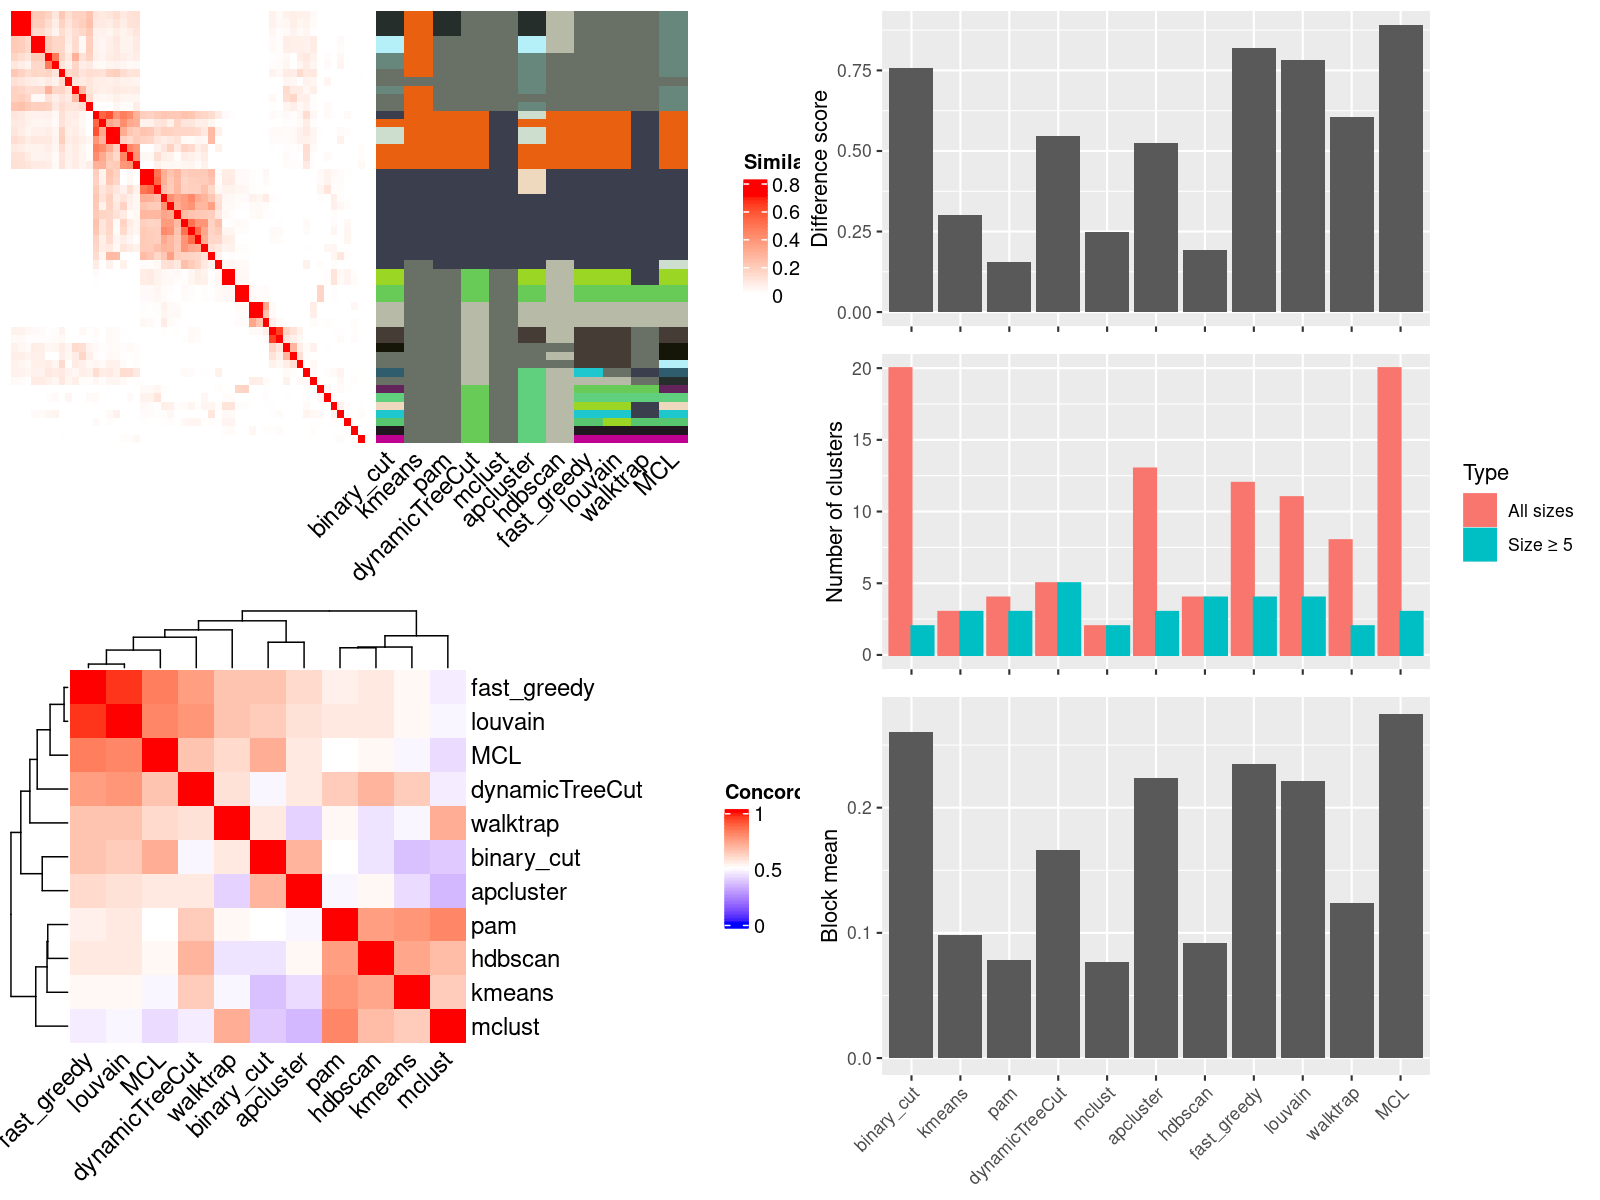 Simila
0.8
0.6
0.4
0.2
0
binary_cut
kmeans
pam
dynamicTreeCut
mclust
apcluster
hdbscan
fast_greedy
louvain
walktrap
MCL
fast_greedy
louvain
MCL
dynamicTreeCut
walktrap
binary_cut
apcluster
pam
hdbscan
kmeans
mclust
fast_greedy
louvain
MCL
dynamicTreeCut
walktrap
binary_cut
apcluster
pam
hdbscan
kmeans
mclust
Concord
1
0.5
0
Difference score
0.75
0.50
0.25
0.00
Number of clusters
20
15
10
5
0
Type
All sizes
Size ≥ 5
Block mean
0.2
0.1
0.0
binary_cut
kmeans
pam
dynamicTreeCut
mclust
apcluster
hdbscan
fast_greedy
louvain
walktrap
MCL